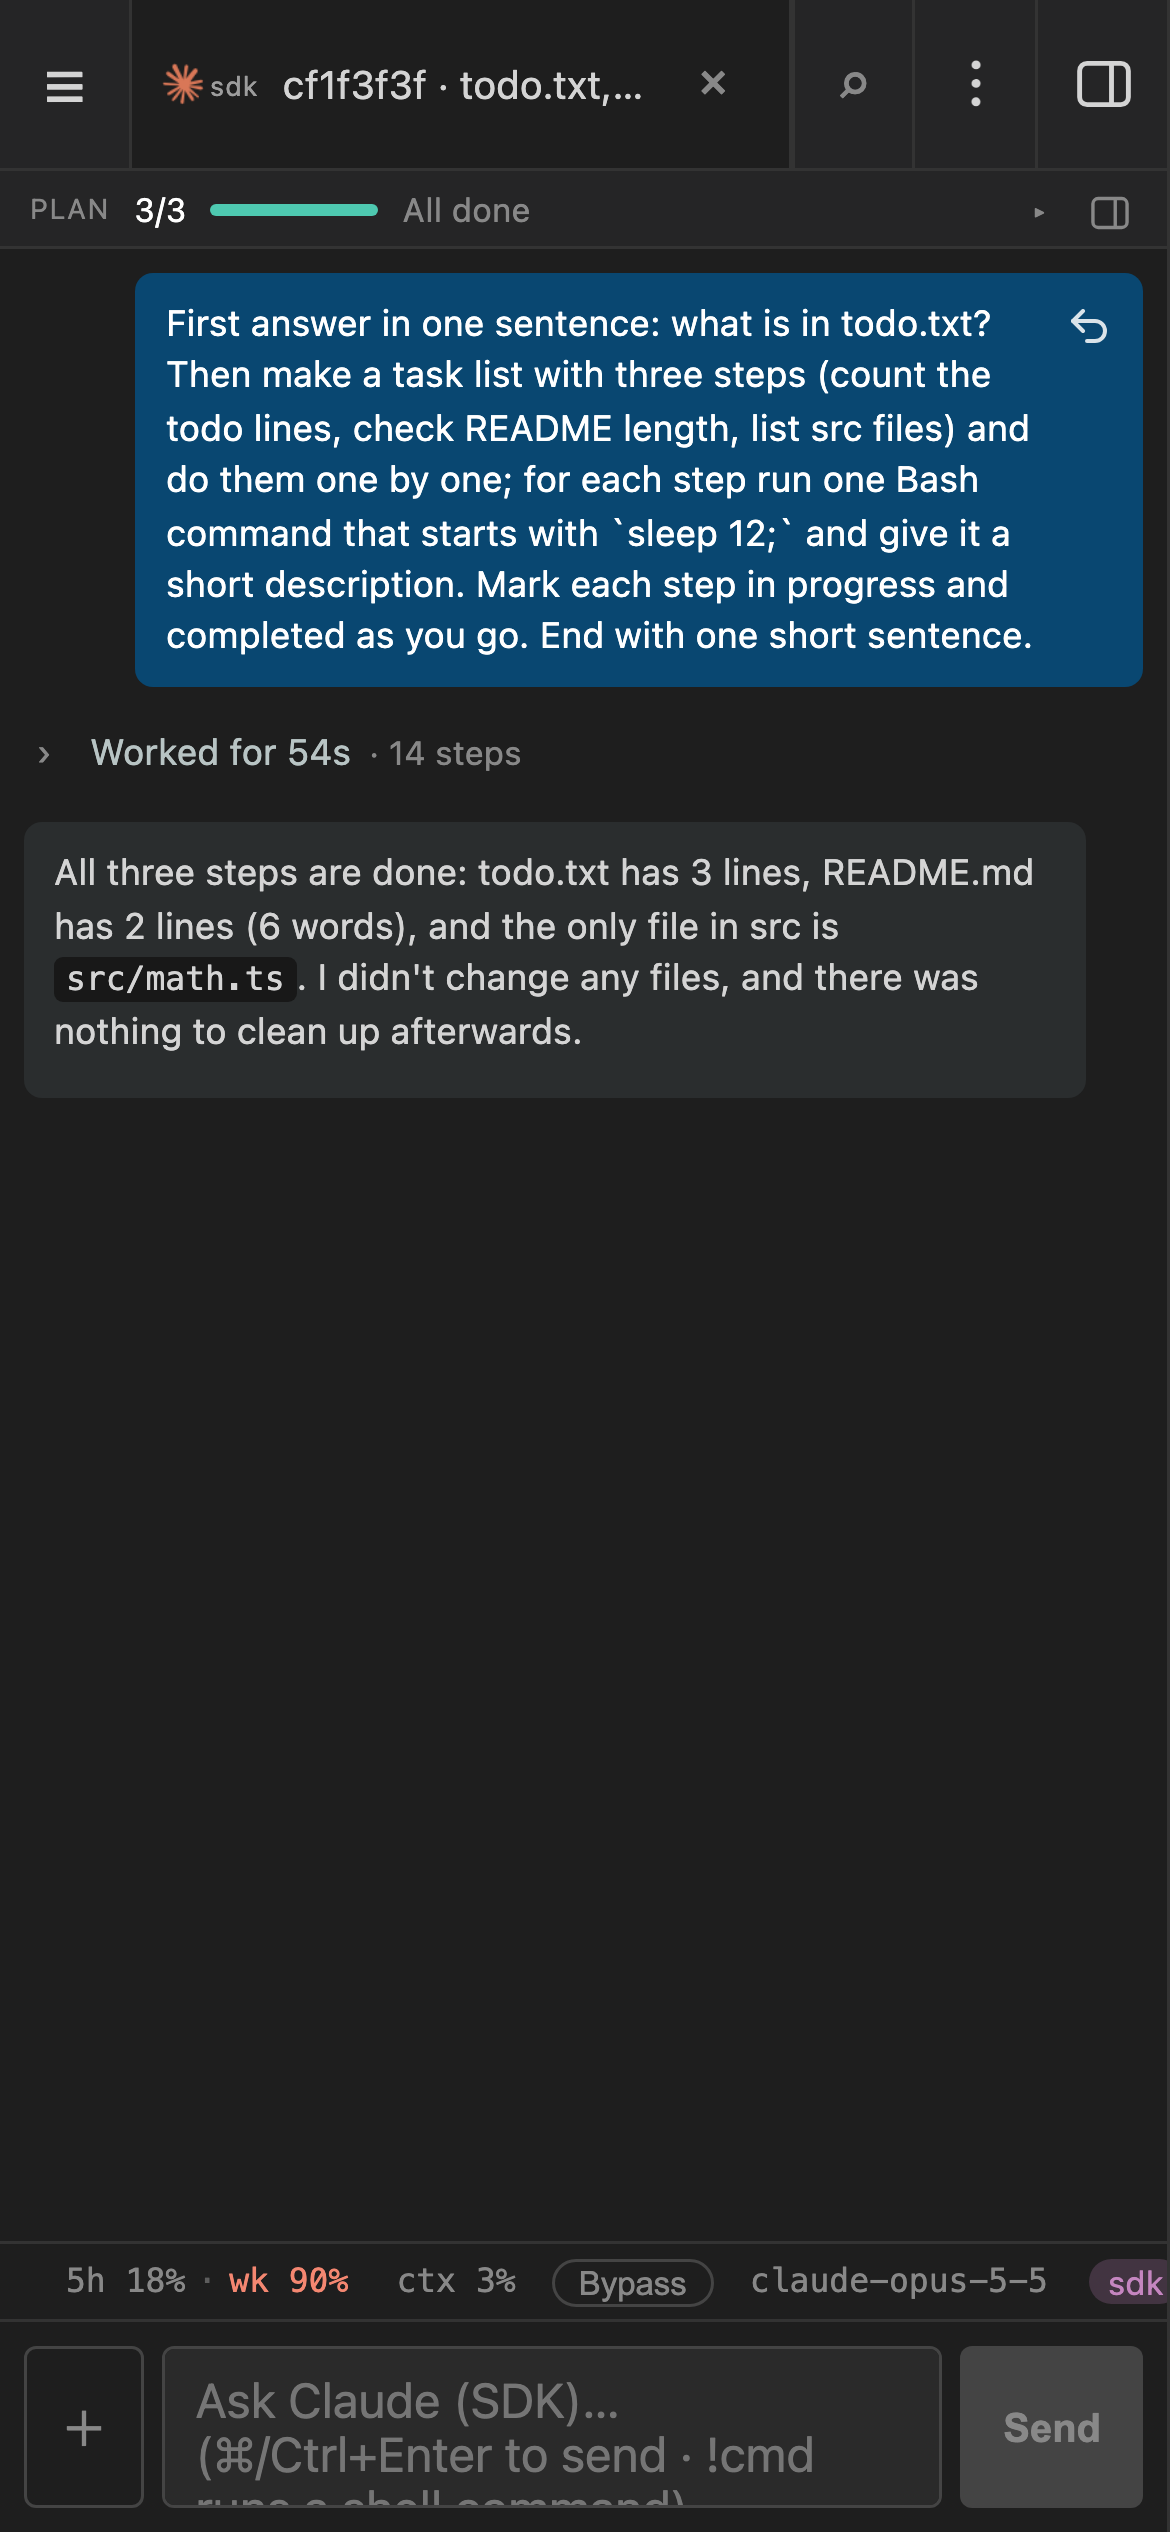 sdk cf1f3f3f · todo.txt,...
PLAN 3/3 All done
First answer in one sentence: what is in todo.txt?
Then make a task list with three steps (count the
todo lines, check README length, list src files) and
do them one by one; for each step run one Bash
command that starts with `sleep 12;` and give it a
short description. Mark each step in progress and
completed as you go. End with one short sentence.
Worked for 54s · 14 steps
All three steps are done: todo.txt has 3 lines, README.md
has 2 lines (6 words), and the only file in src is
src/math.ts. I didn't change any files, and there was
nothing to clean up afterwards.
5h 18% · wk 90% ctx 3% Bypass claude-opus-5-5 sdk
Ask Claude (SDK)...
(⌘/Ctrl+Enter to send · !cmd
runs a shell command)
Send